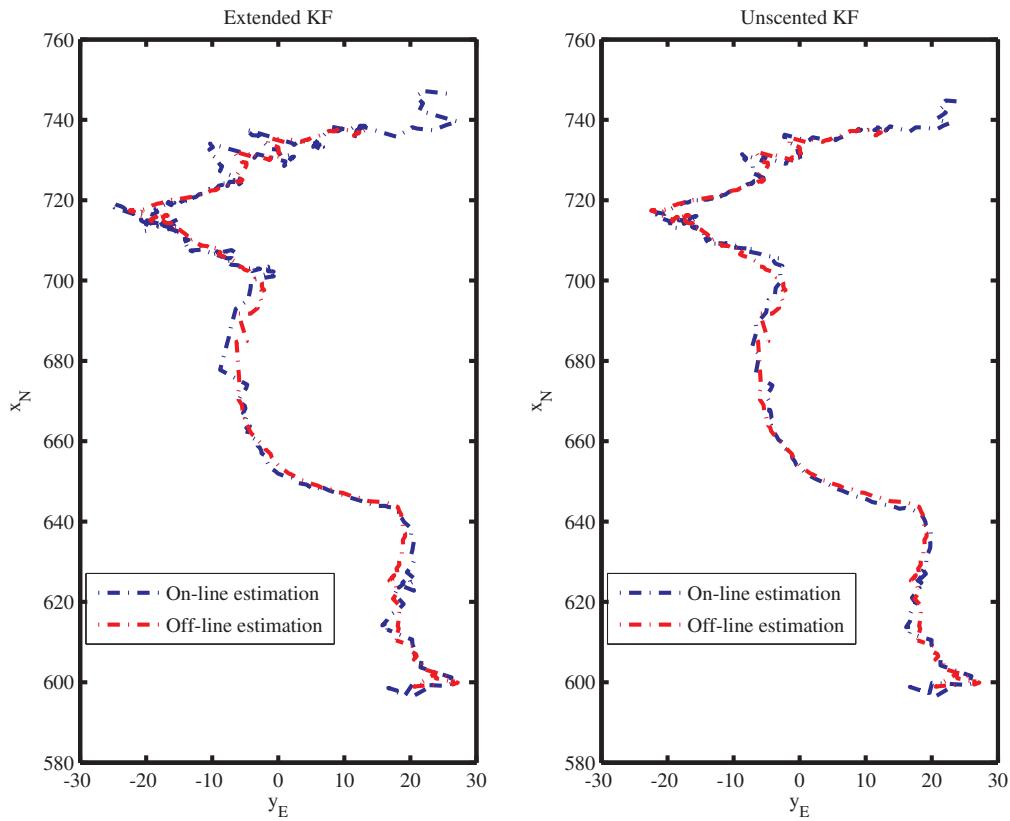 Extended KF
760
740
720
700
680
660
640
620
600
580
x_N
-30 -20 -10 0 10 20 30
y_E
On-line estimation
Off-line estimation
Unscented KF
760
740
720
700
680
660
640
620
600
580
x_N
-30 -20 -10 0 10 20 30
y_E
On-line estimation
Off-line estimation